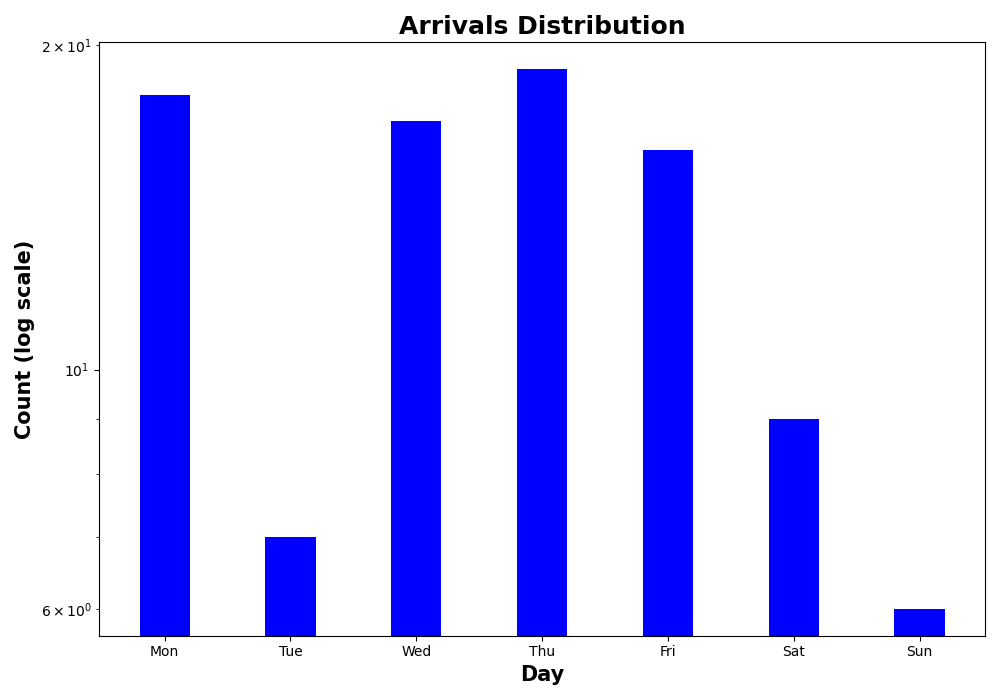 Arrivals Distribution
Count (log scale)
2 × 10¹
10¹
6 × 10⁰
Mon Tue Wed Thu Fri Sat Sun
Day